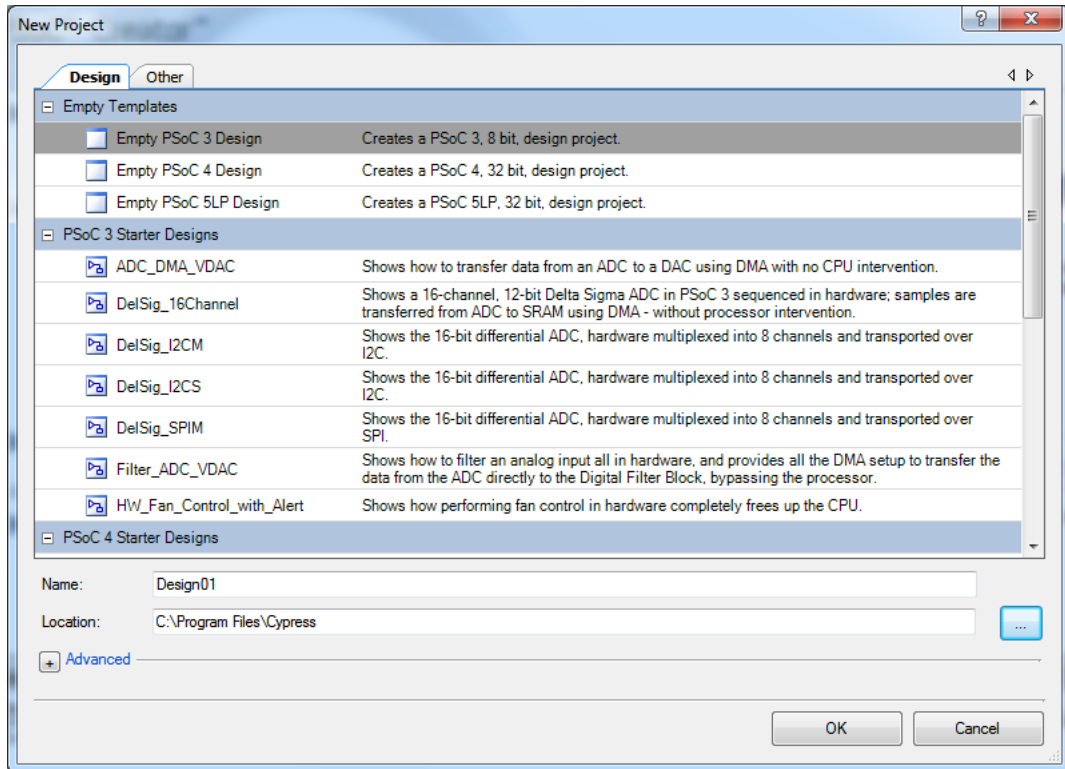 New Project
Design Other
Empty Templates
Empty PSoC 3 Design Creates a PSoC 3, 8 bit, design project.
Empty PSoC 4 Design Creates a PSoC 4, 32 bit, design project.
Empty PSoC 5LP Design Creates a PSoC 5LP, 32 bit, design project.
PSoC 3 Starter Designs
ADC_DMA_VDAC Shows how to transfer data from an ADC to a DAC using DMA with no CPU intervention.
DelSig_16Channel Shows a 16-channel, 12-bit Delta Sigma ADC in PSoC 3 sequenced in hardware; samples are
transferred from ADC to SRAM using DMA - without processor intervention.
DelSig_I2CM Shows the 16-bit differential ADC, hardware multiplexed into 8 channels and transported over
I2C.
DelSig_I2CS Shows the 16-bit differential ADC, hardware multiplexed into 8 channels and transported over
I2C.
DelSig_SPIM Shows the 16-bit differential ADC, hardware multiplexed into 8 channels and transported over
SPI.
Filter_ADC_VDAC Shows how to filter an analog input all in hardware, and provides all the DMA setup to transfer the
data from the ADC directly to the Digital Filter Block, bypassing the processor.
HW_Fan_Control_with_Alert Shows how performing fan control in hardware completely frees up the CPU.
PSoC 4 Starter Designs
Name: Design01
Location: C:\Program Files\Cypress ...
Advanced
OK Cancel